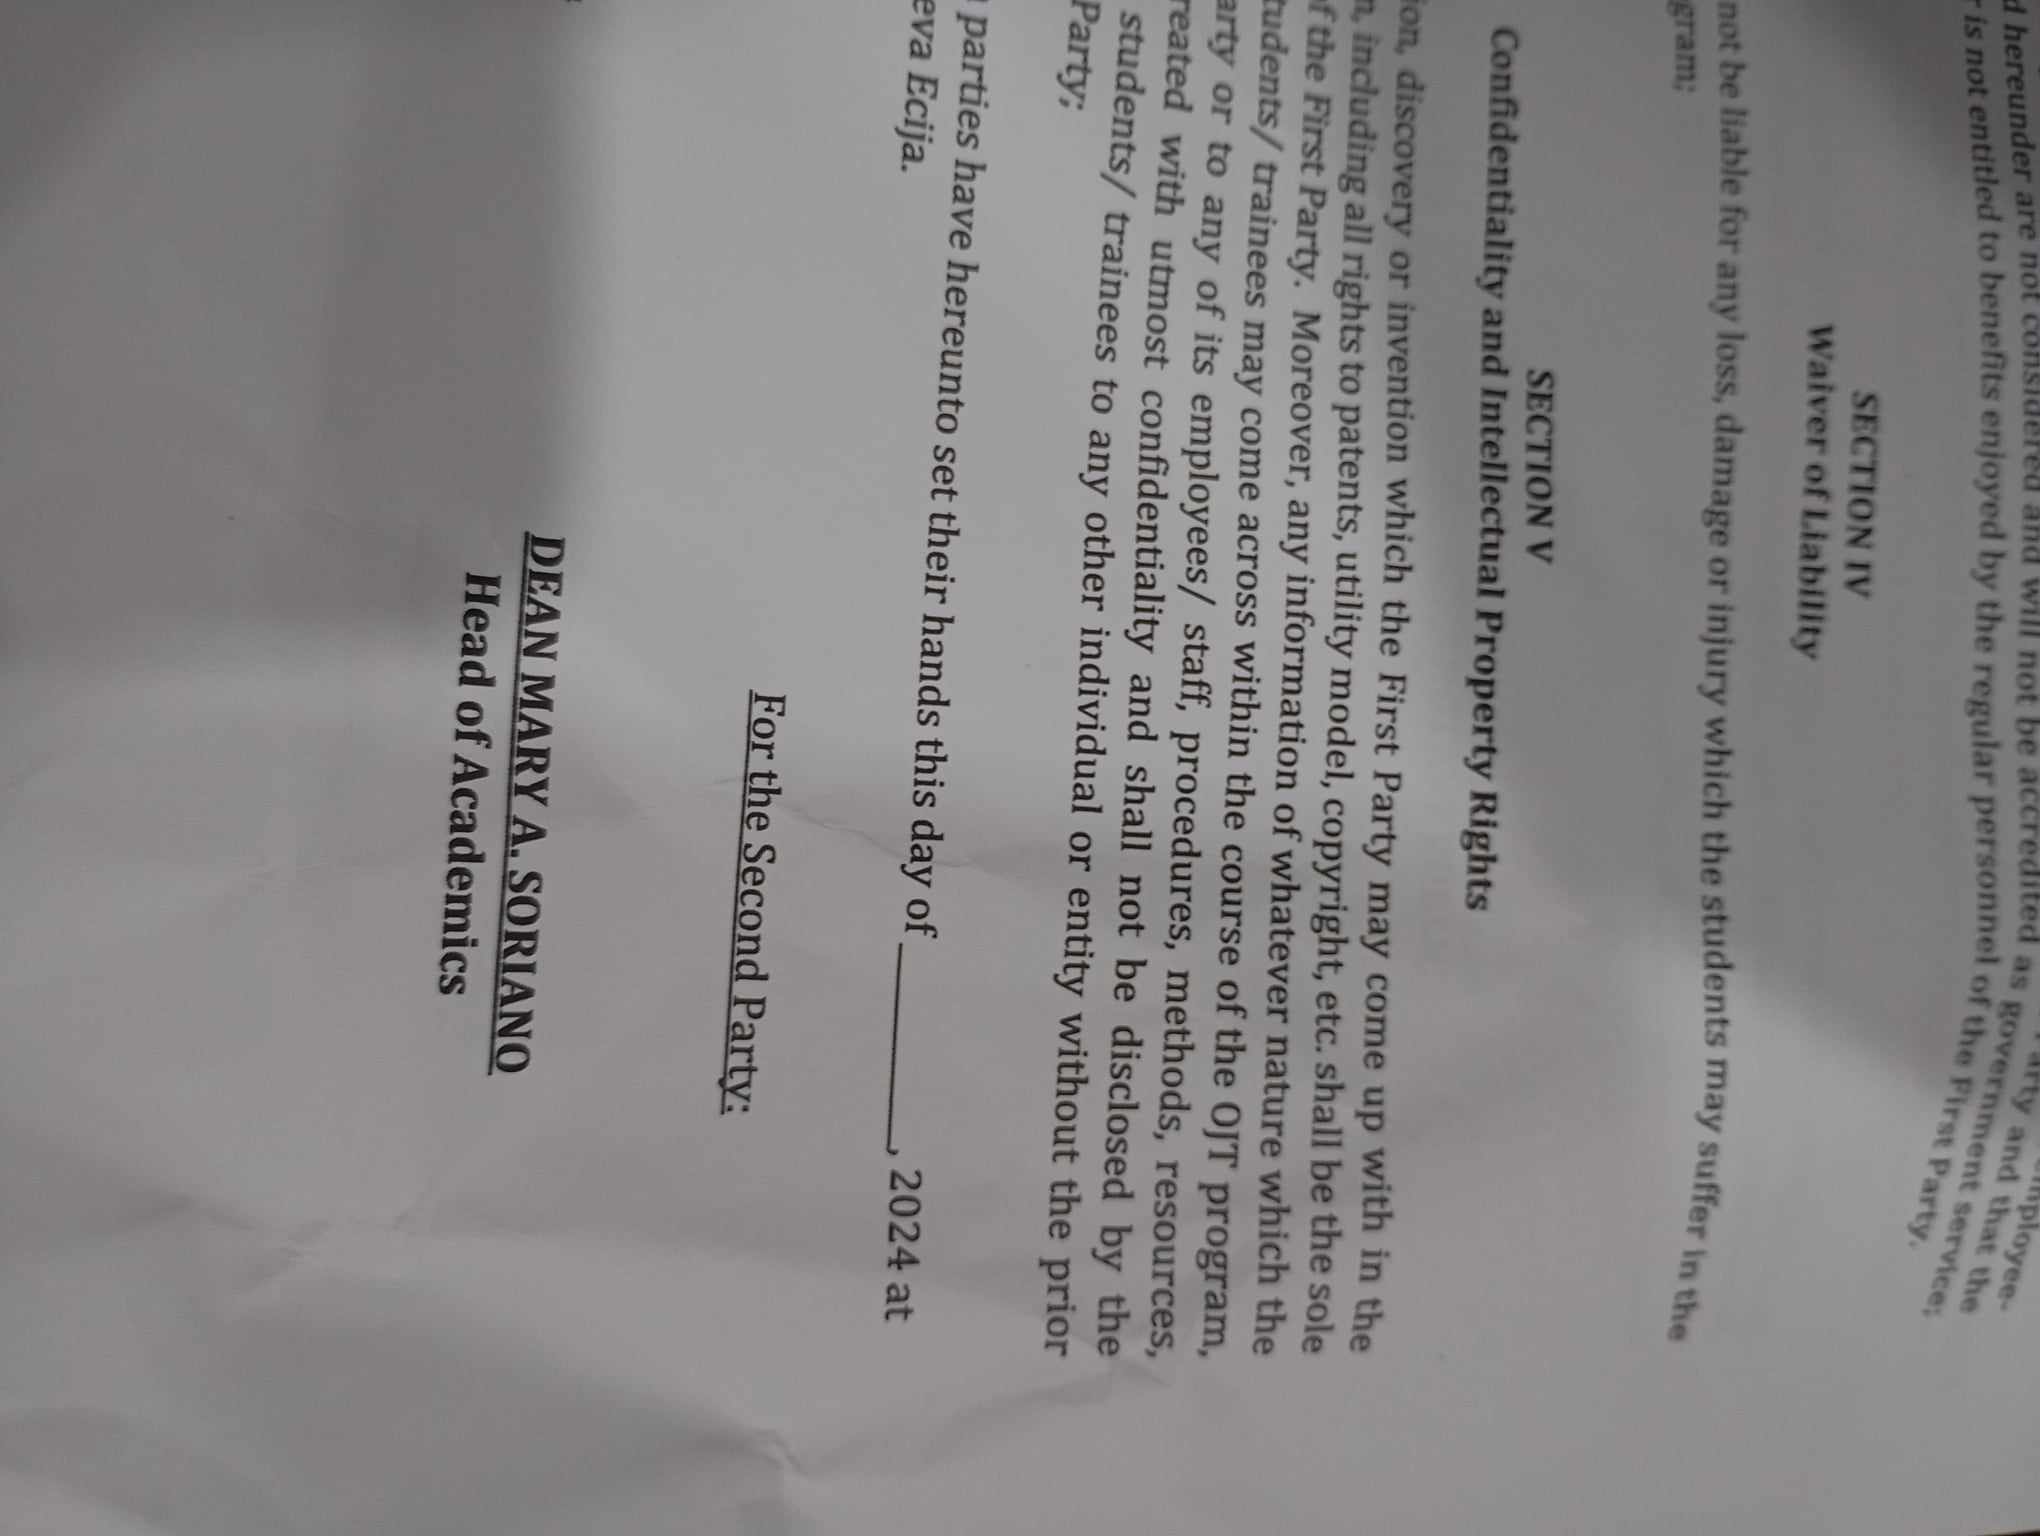 hereunder are not considered and will not be accredited as government service;
is not entitled to benefits enjoyed by the regular personnel of the First Party.
and that the
SECTION IV
Waiver of Liability
not be liable for any loss, damage or injury which the students may suffer in the
gram;
SECTION V
Confidentiality and Intellectual Property Rights
ion, discovery or invention which the First Party may come up with in the
n, including all rights to patents, utility model, copyright, etc. shall be the sole
f the First Party. Moreover, any information of whatever nature which the
tudents/ trainees may come across within the course of the OJT program,
arty or to any of its employees/ staff, procedures, methods, resources,
reated with utmost confidentiality and shall not be disclosed by the
students/ trainees to any other individual or entity without the prior
Party;
parties have hereunto set their hands this day of ________, 2024 at
eva Ecija.
For the Second Party:
DEAN MARY A. SORIANO
Head of Academics